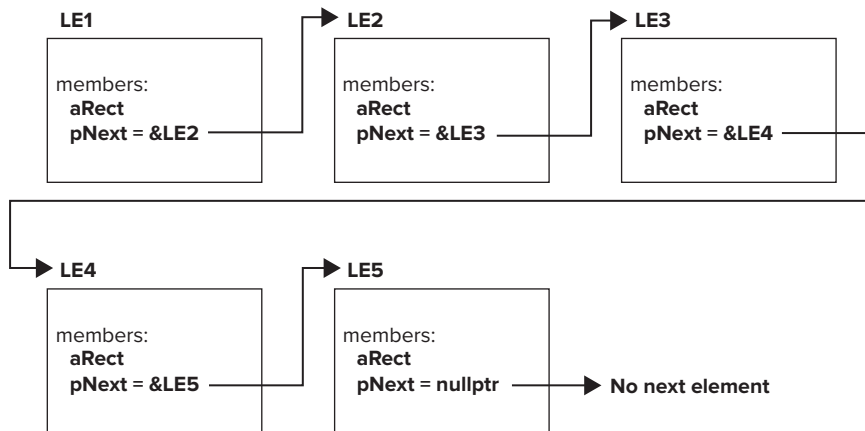 LE1
members:
aRect
pNext = &LE2
LE2
members:
aRect
pNext = &LE3
LE3
members:
aRect
pNext = &LE4
LE4
members:
aRect
pNext = &LE5
LE5
members:
aRect
pNext = nullptr
No next element